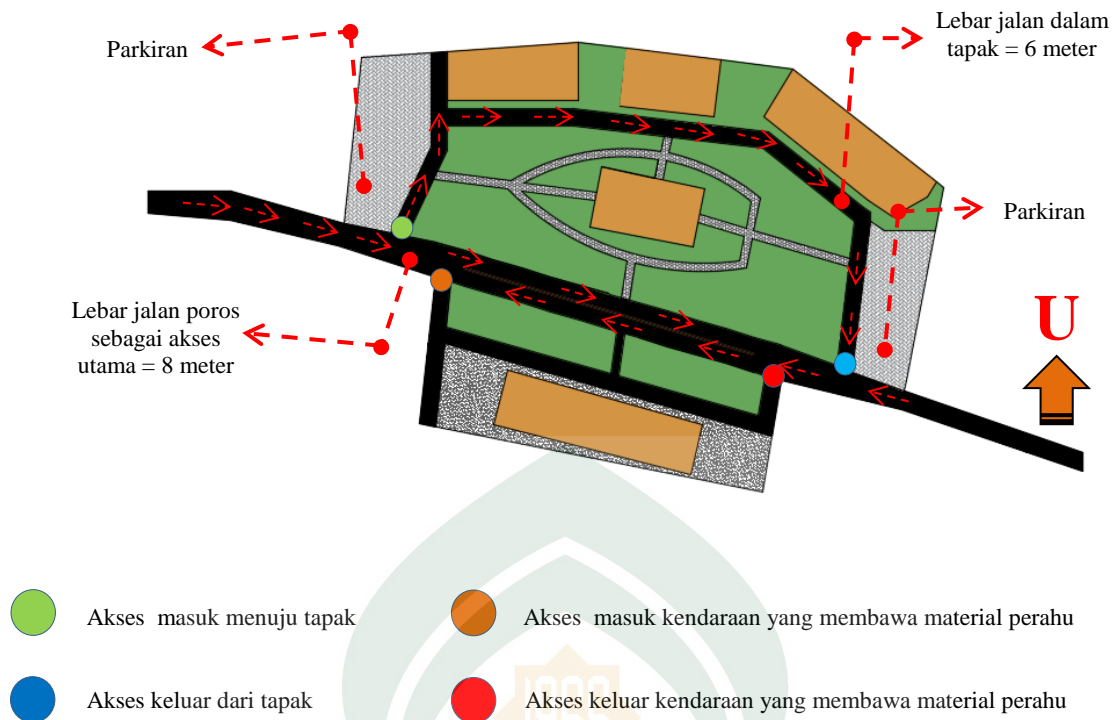 Parkiran
Lebar jalan dalam
tapak = 6 meter
Parkiran
Lebar jalan poros
sebagai akses
utama = 8 meter
U
Akses masuk menuju tapak
Akses masuk kendaraan yang membawa material perahu
Akses keluar dari tapak
Akses keluar kendaraan yang membawa material perahu